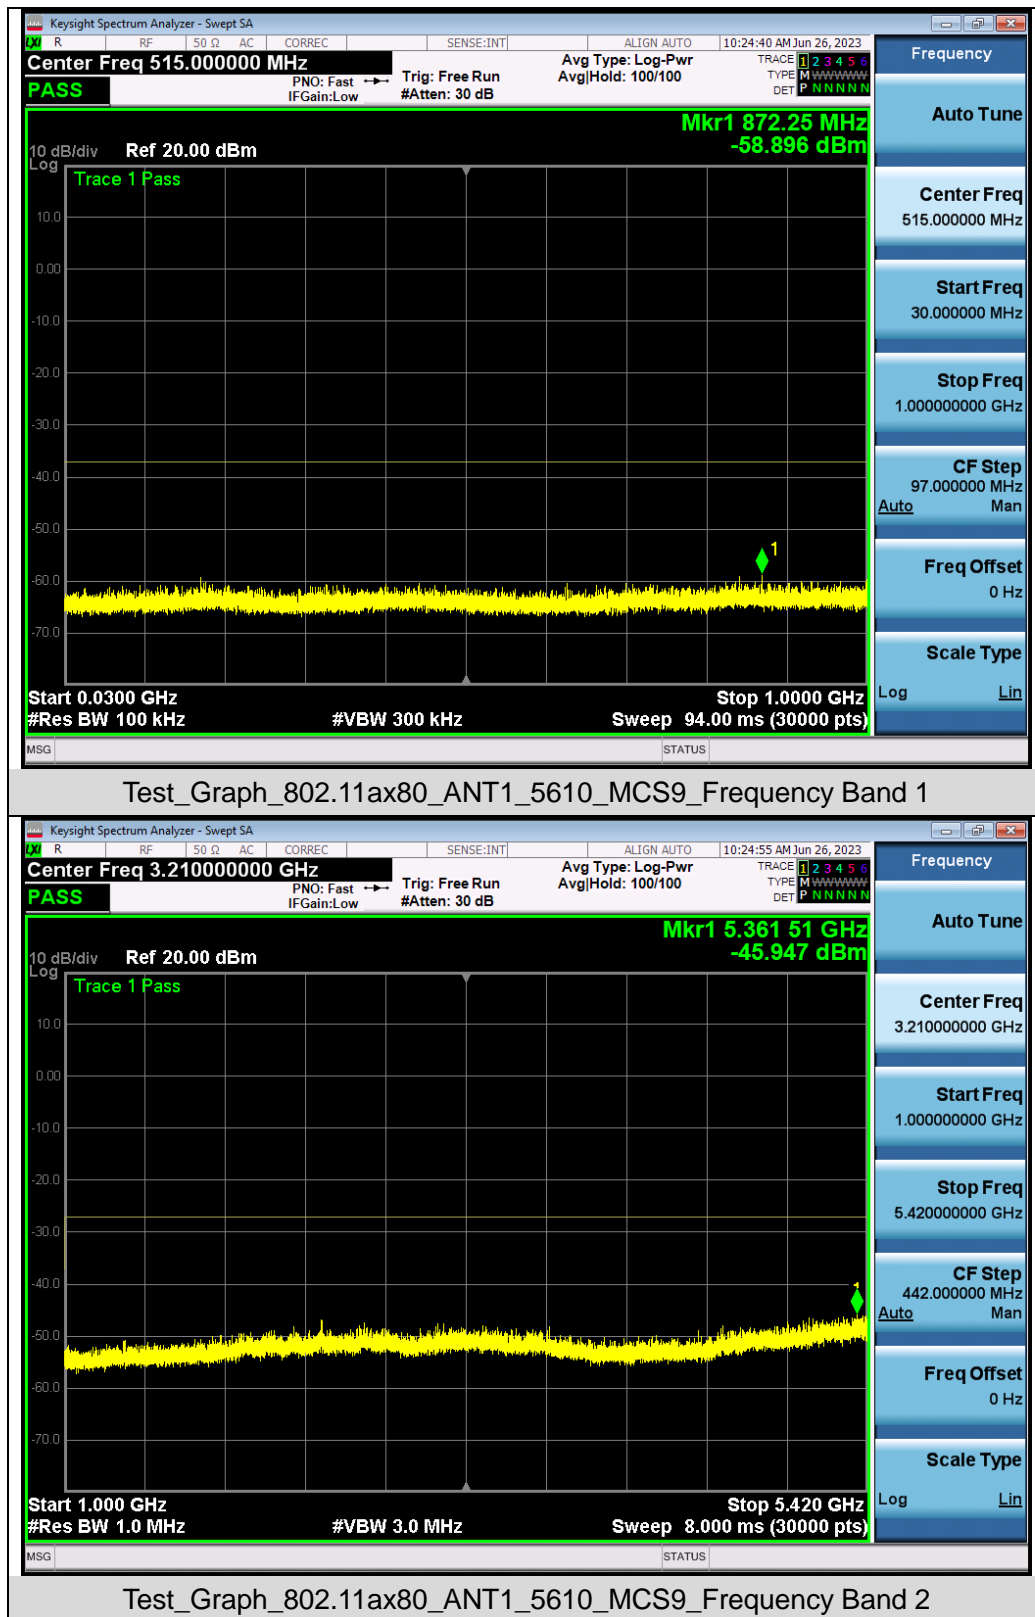 Keysight Spectrum Analyzer - Swept SA
LXI R RF 50 Ω AC CORREC SENSE:INT ALIGN AUTO 10:24:40 AM Jun 26, 2023
Center Freq 515.000000 MHz
PASS
PNO: Fast
IFGain:Low
Trig: Free Run
#Atten: 30 dB
Avg Type: Log-Pwr
Avg|Hold: 100/100
TRACE 1 2 3 4 5 6
TYPE M WWWWW
DET P N N N N N
Mkr1 872.25 MHz
-58.896 dBm
10 dB/div Ref 20.00 dBm
Log
Trace 1 Pass
10.0
0.00
-10.0
-20.0
-30.0
-40.0
-50.0
1
-60.0
-70.0
Start 0.0300 GHz Stop 1.0000 GHz
#Res BW 100 kHz #VBW 300 kHz Sweep 94.00 ms (30000 pts)
MSG STATUS
Frequency
Auto Tune
Center Freq
515.000000 MHz
Start Freq
30.000000 MHz
Stop Freq
1.000000000 GHz
CF Step
97.000000 MHz
Auto Man
Freq Offset
0 Hz
Scale Type
Log Lin
Test_Graph_802.11ax80_ANT1_5610_MCS9_Frequency Band 1
Keysight Spectrum Analyzer - Swept SA
LXI R RF 50 Ω AC CORREC SENSE:INT ALIGN AUTO 10:24:55 AM Jun 26, 2023
Center Freq 3.210000000 GHz
PASS
PNO: Fast
IFGain:Low
Trig: Free Run
#Atten: 30 dB
Avg Type: Log-Pwr
Avg|Hold: 100/100
TRACE 1 2 3 4 5 6
TYPE M WWWWW
DET P N N N N N
Mkr1 5.361 51 GHz
-45.947 dBm
10 dB/div Ref 20.00 dBm
Log
Trace 1 Pass
10.0
0.00
-10.0
-20.0
-30.0
-40.0
1
-50.0
-60.0
-70.0
Start 1.000 GHz Stop 5.420 GHz
#Res BW 1.0 MHz #VBW 3.0 MHz Sweep 8.000 ms (30000 pts)
MSG STATUS
Frequency
Auto Tune
Center Freq
3.210000000 GHz
Start Freq
1.000000000 GHz
Stop Freq
5.420000000 GHz
CF Step
442.000000 MHz
Auto Man
Freq Offset
0 Hz
Scale Type
Log Lin
Test_Graph_802.11ax80_ANT1_5610_MCS9_Frequency Band 2